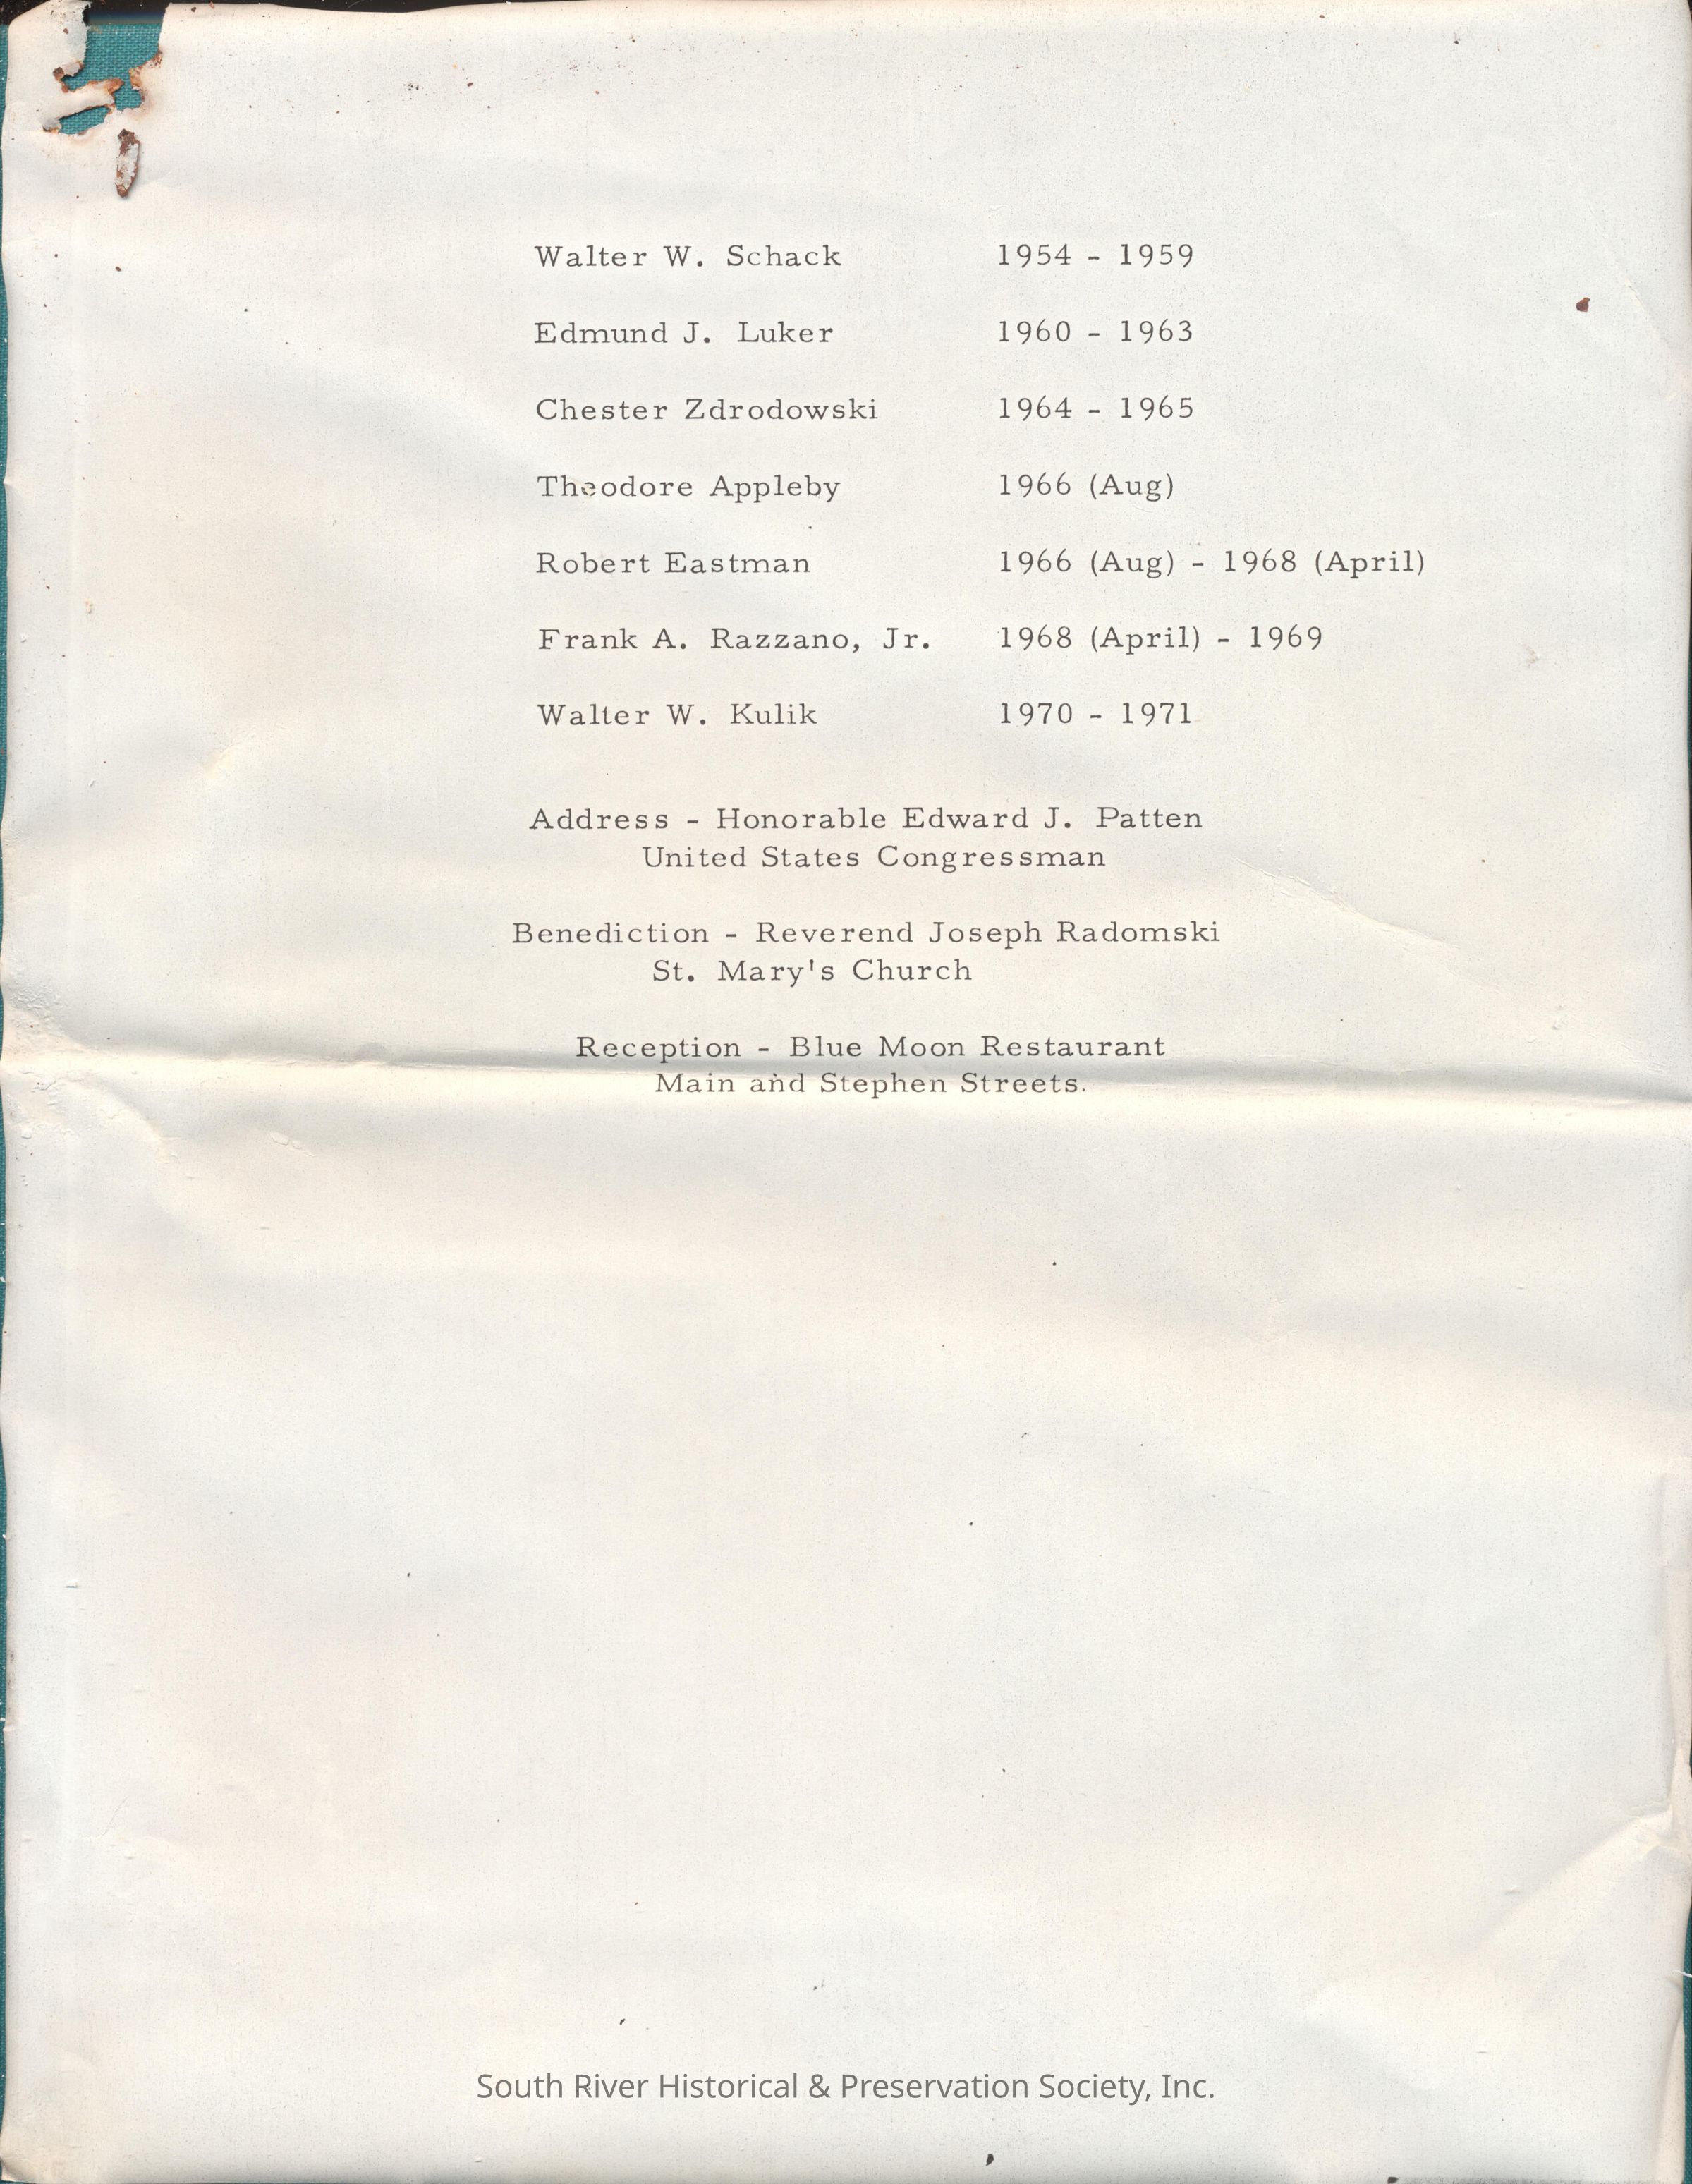 Walter W. Schack 1954 - 1959
Edmund J. Luker 1960 - 1963
Chester Zdrodowski 1964 - 1965
Theodore Appleby 1966 (Aug)
Robert Eastman 1966 (Aug) - 1968 (April)
Frank A. Razzano, Jr. 1968 (April) - 1969
Walter W. Kulik 1970 - 1971
Address - Honorable Edward J. Patten
United States Congressman
Benediction - Reverend Joseph Radomski
St. Mary's Church
Reception - Blue Moon Restaurant
Main and Stephen Streets.
South River Historical & Preservation Society, Inc.